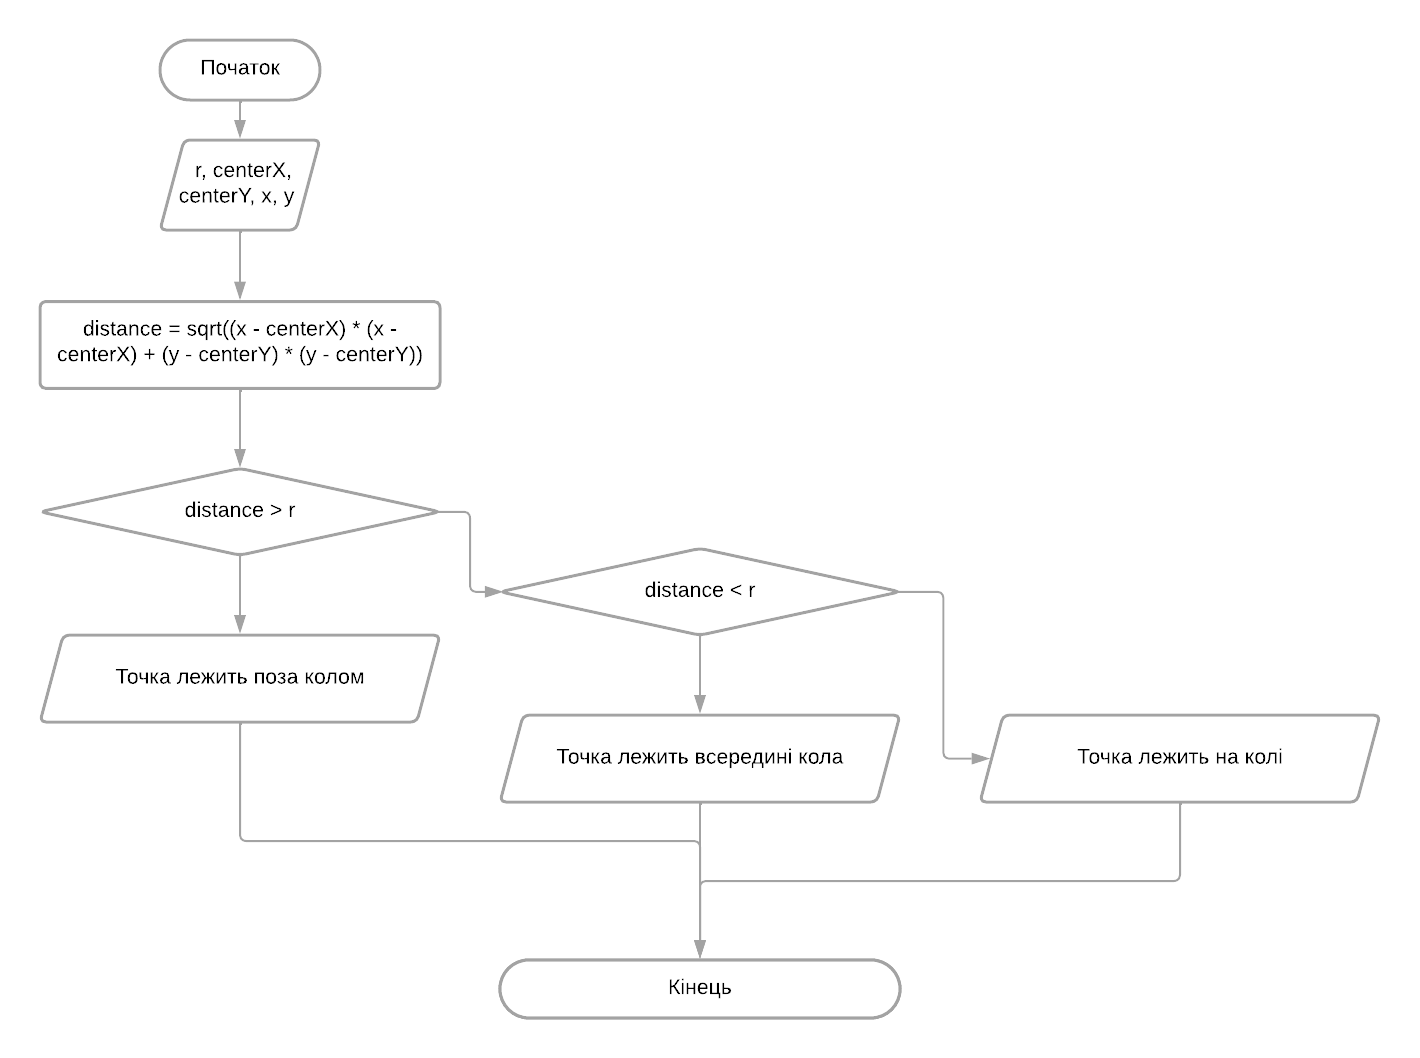 Початок
r, centerX,
centerY, x, y
distance = sqrt((x - centerX) * (x -
centerX) + (y - centerY) * (y - centerY))
distance > r
distance < r
Точка лежить поза колом
Точка лежить всередині кола
Точка лежить на колі
Кінець